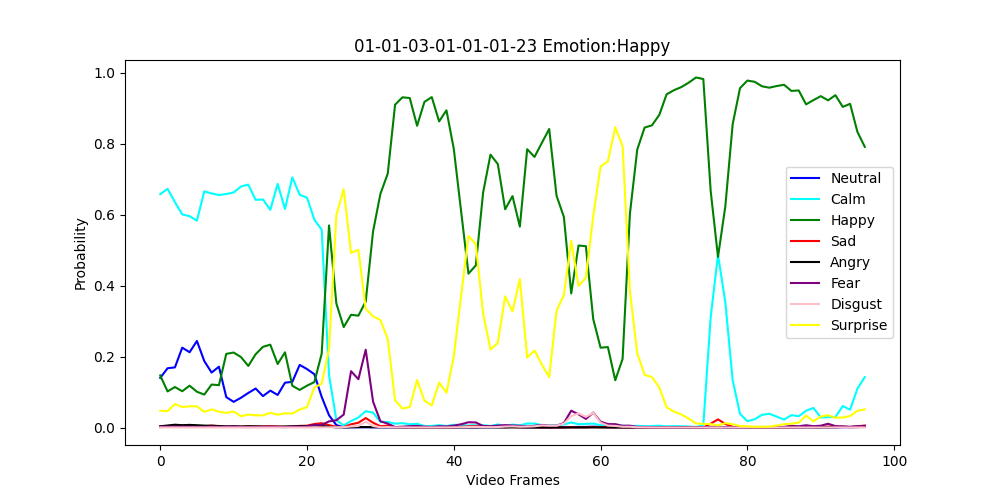 01-01-03-01-01-01-23 Emotion:Happy
1.0
0.8
0.6
0.4
0.2
0.0
Probability
0
20
40
60
80
100
Video Frames
Neutral
Calm
Happy
Sad
Angry
Fear
Disgust
Surprise